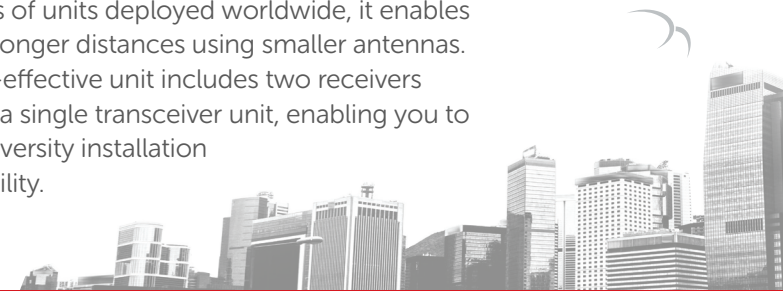 s of units deployed worldwide, it enables
onger distances using smaller antennas.
-effective unit includes two receivers
a single transceiver unit, enabling you to
versity installation
ility.